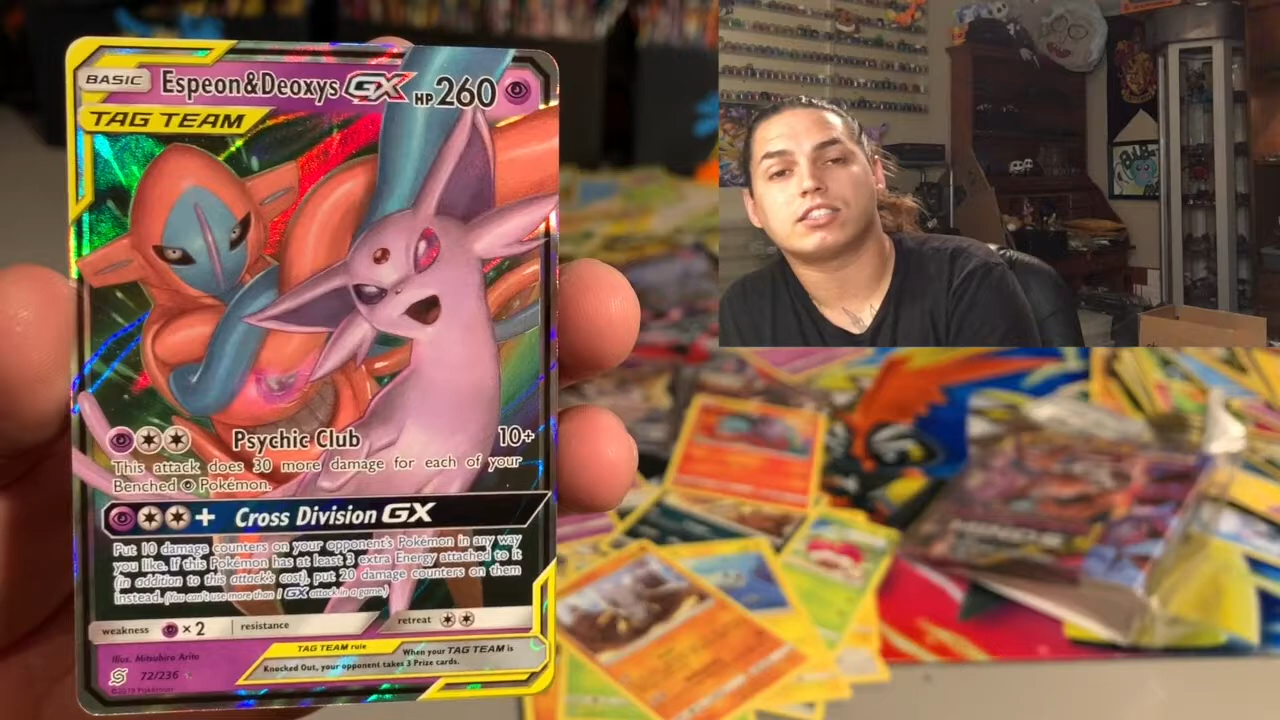 BASIC
Espeon&Deoxys GX HP 260
TAG TEAM
Psychic Club 10+
This attack does 30 more damage for each of your
Benched Pokémon.
+ Cross Division GX
Put 10 damage counters on your opponent's Pokémon in any way
you like. If this Pokémon has at least 3 extra Energy attached to it
(in addition to this attack's cost), put 20 damage counters on them
instead. (You can't use more than 1 GX attack in a game.)
weakness ×2 resistance retreat
TAG TEAM rule When your TAG TEAM is
Knocked Out, your opponent takes 3 Prize cards.
Illus. Mitsuhiro Arita
72/236
©2019 Pokémon